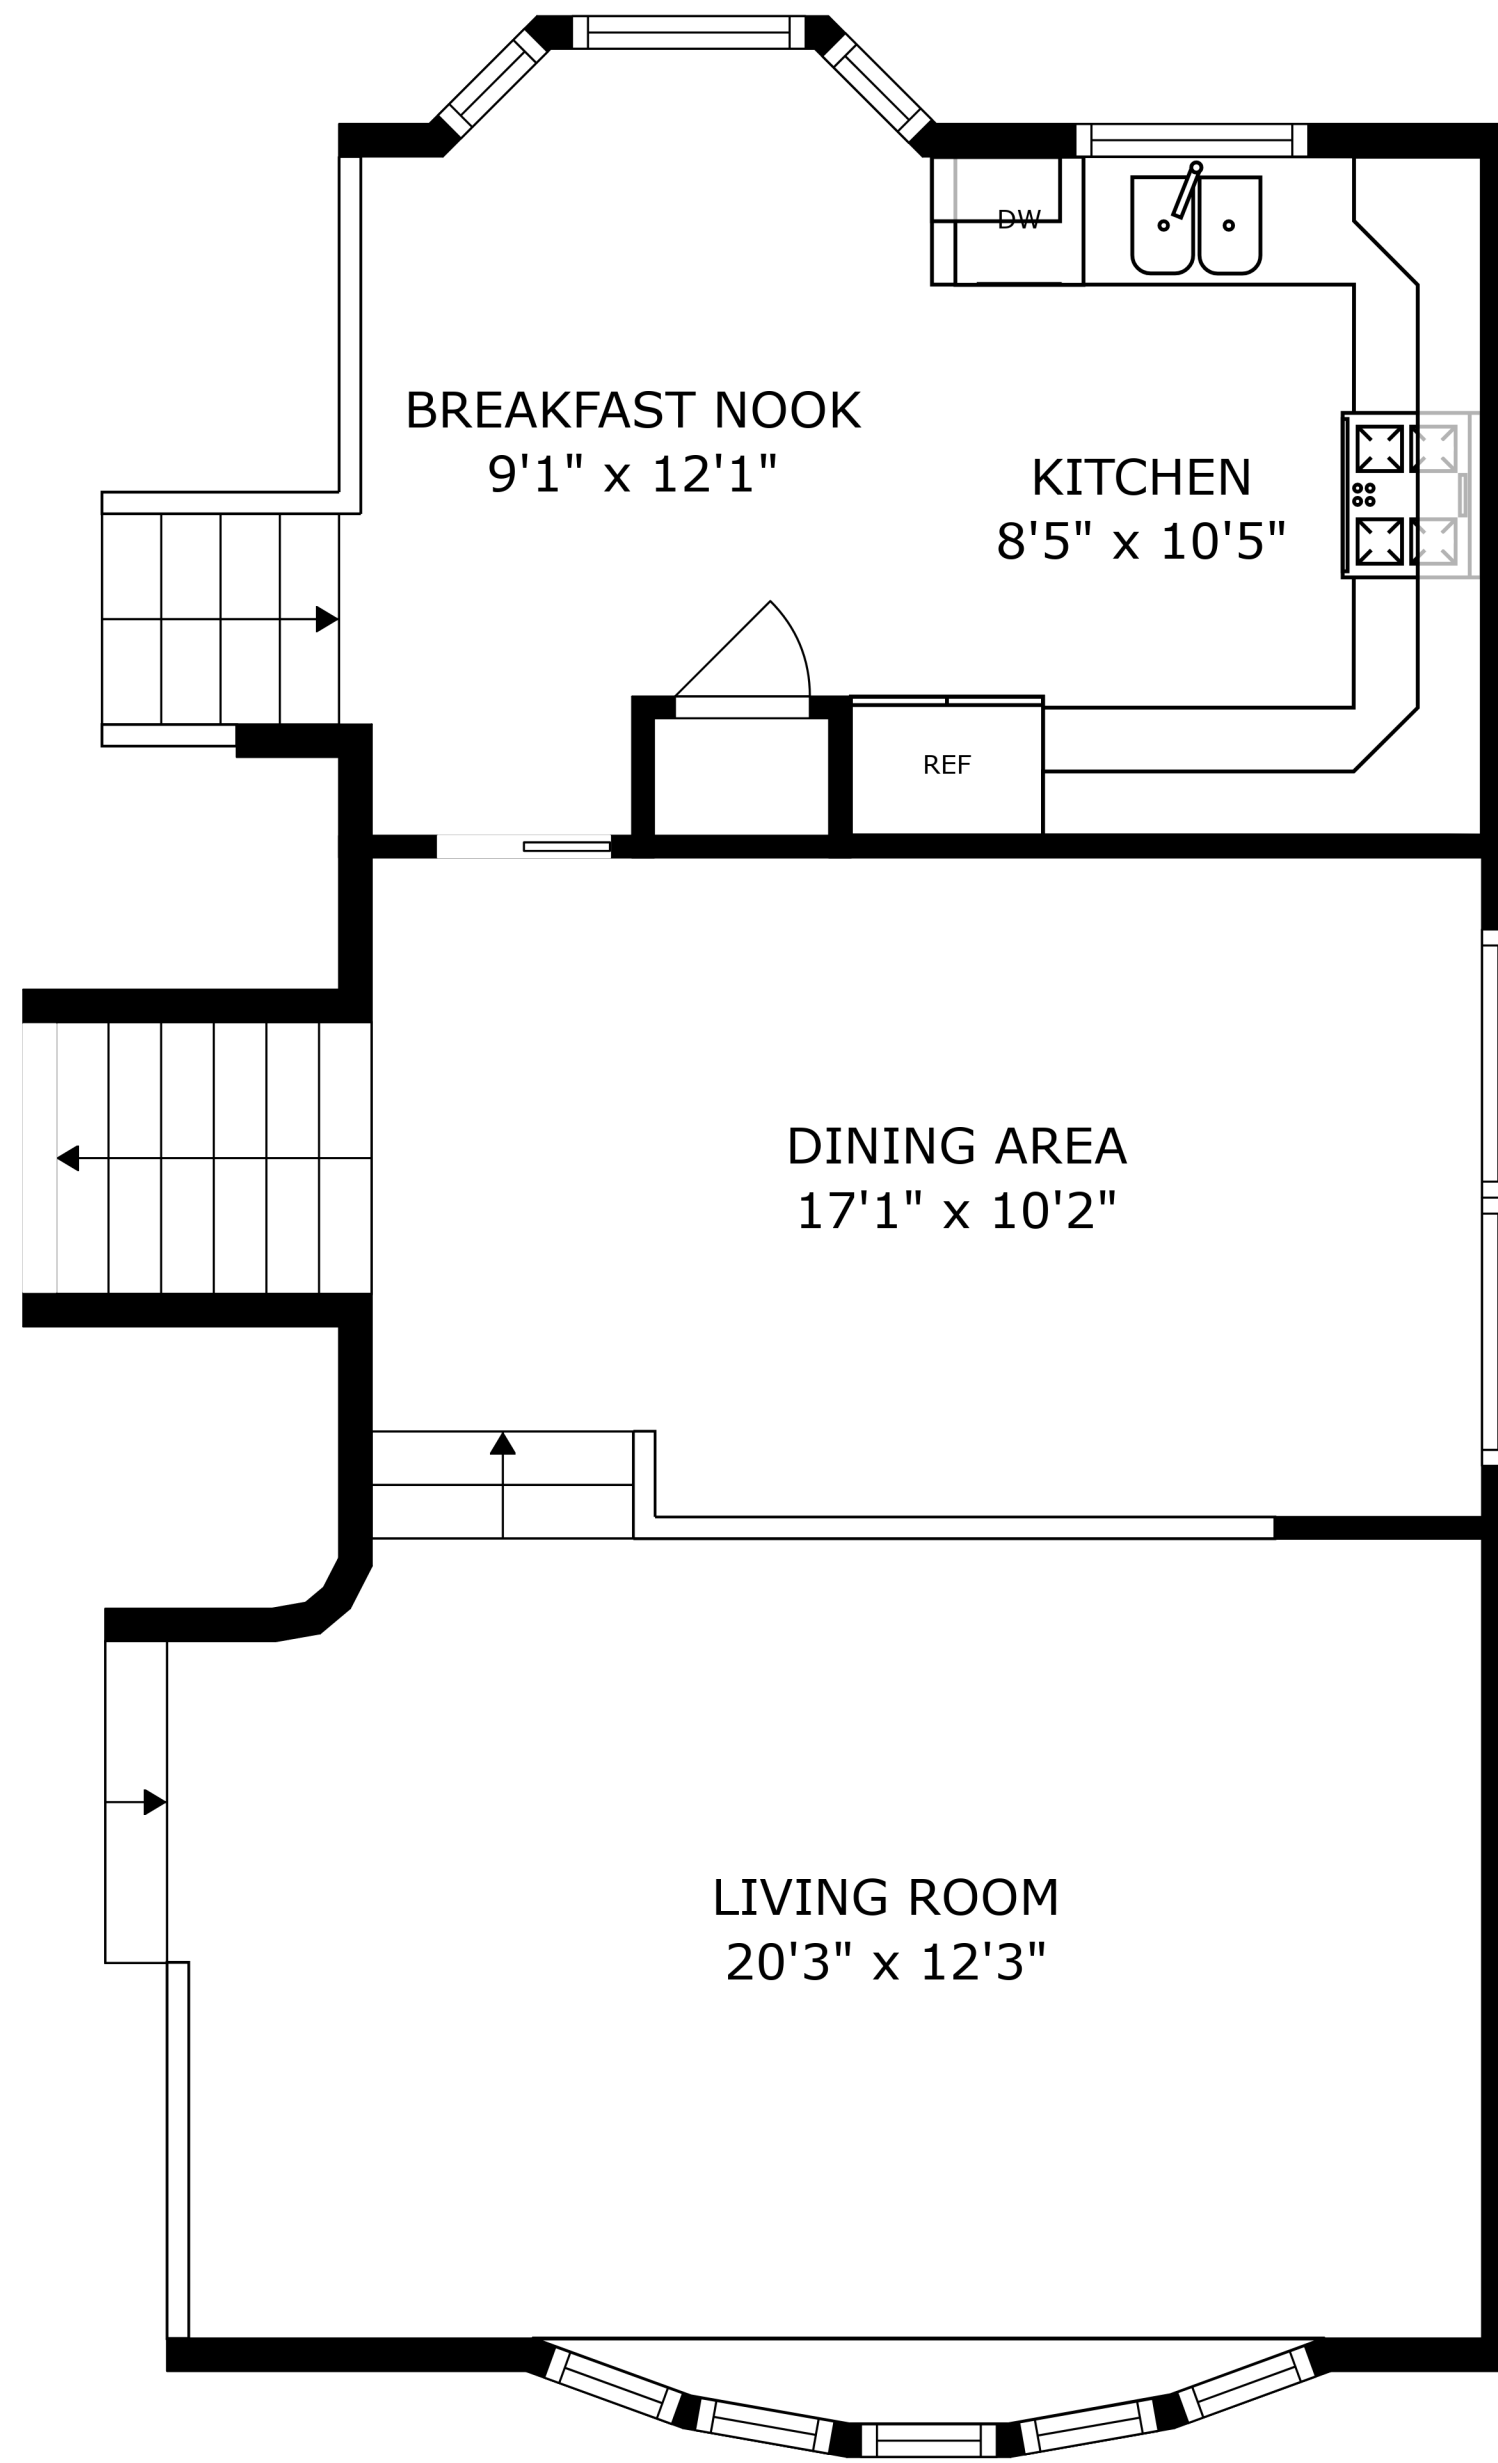 DW
BREAKFAST NOOK
9'1" x 12'1"
KITCHEN
8'5" x 10'5"
REF
DINING AREA
17'1" x 10'2"
LIVING ROOM
20'3" x 12'3"